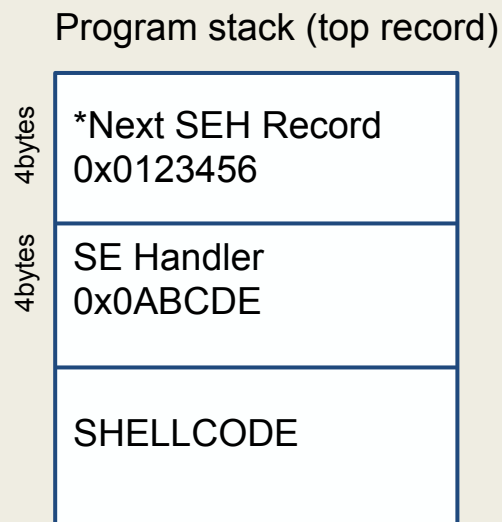 Program stack (top record)
4bytes
*Next SEH Record
0x0123456
4bytes
SE Handler
0x0ABCDE
SHELLCODE